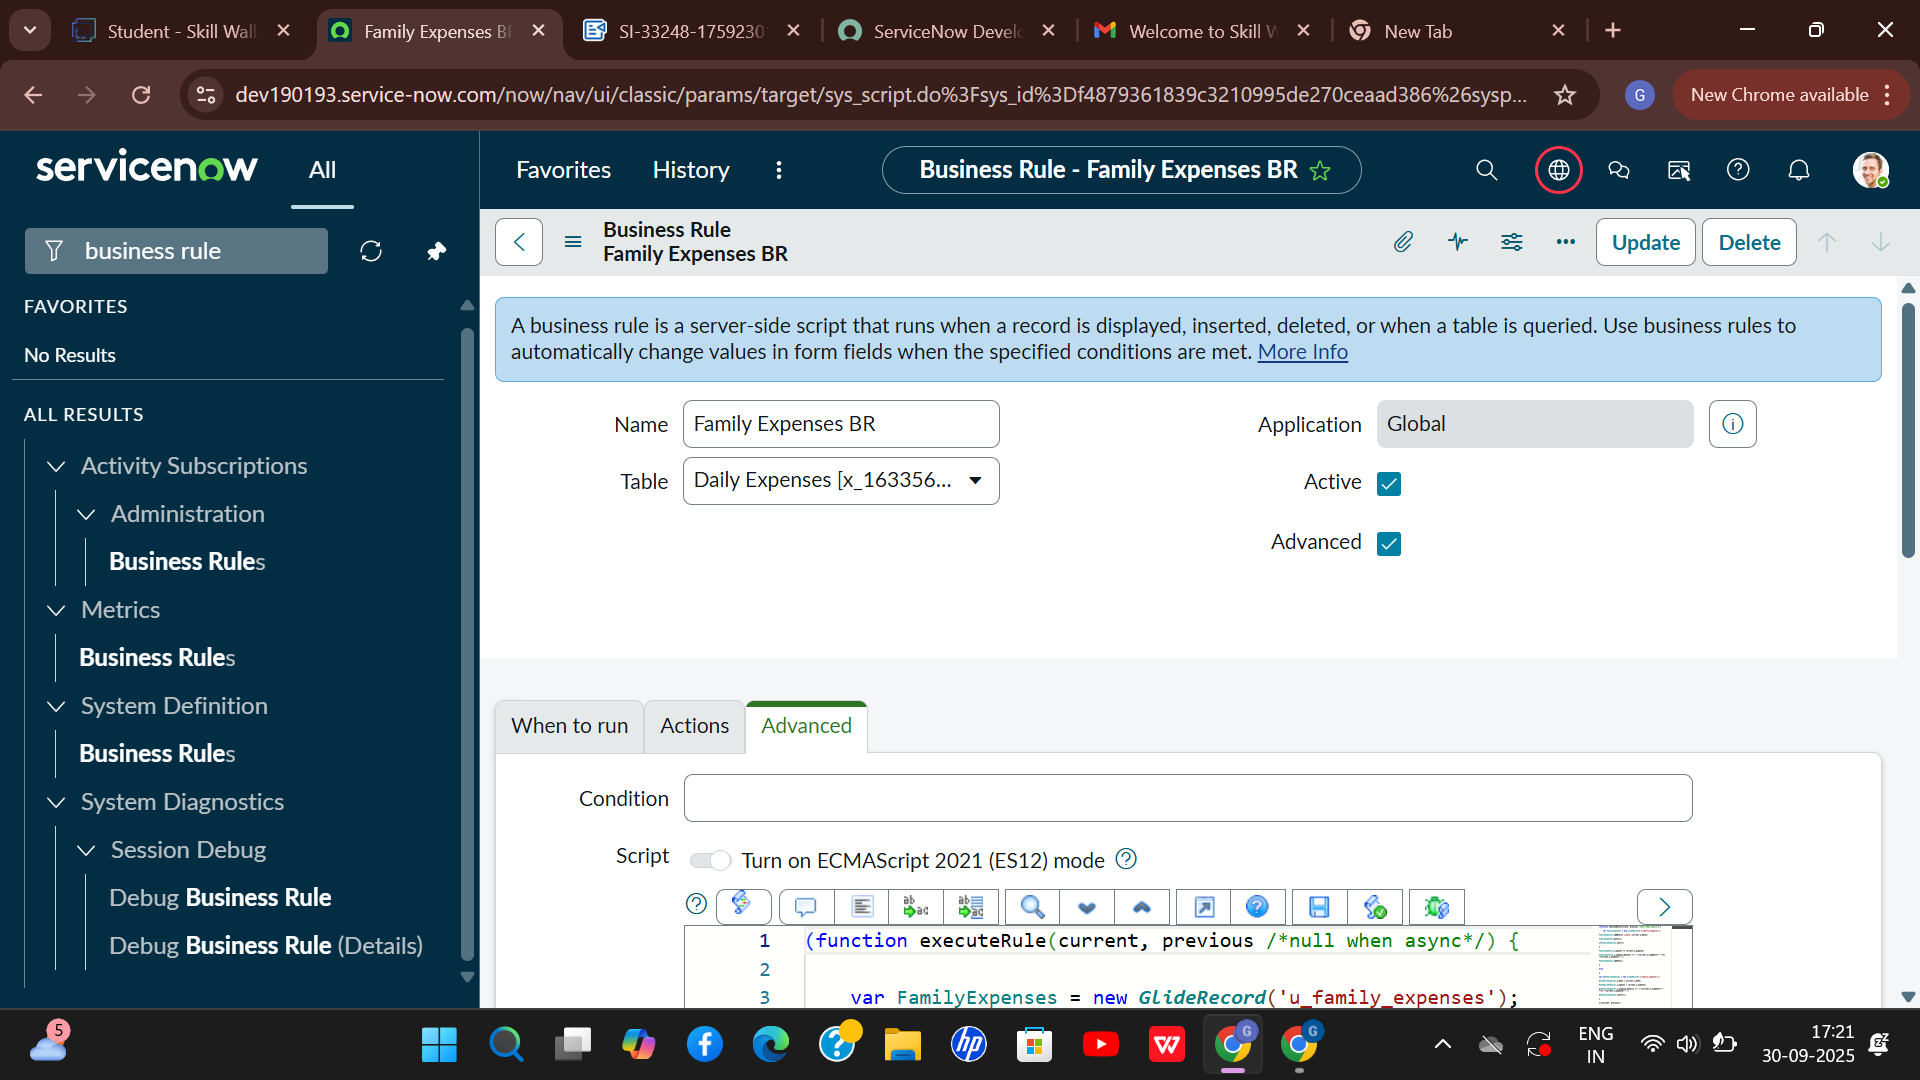 Student - Skill Wal
Family Expenses B
SI-33248-1759230
ServiceNow Devel
Welcome to Skill W
New Tab
dev190193.service-now.com/now/nav/ui/classic/params/target/sys_script.do%3Fsys_id%3Df4879361839c3210995de270ceaad386%26sysp...
G
New Chrome available
servicenow
All
Favorites
History
Business Rule - Family Expenses BR
business rule
Business Rule
Family Expenses BR
Update
Delete
FAVORITES
No Results
ALL RESULTS
Activity Subscriptions
Administration
Business Rules
Metrics
Business Rules
System Definition
Business Rules
System Diagnostics
Session Debug
Debug Business Rule
Debug Business Rule (Details)
A business rule is a server-side script that runs when a record is displayed, inserted, deleted, or when a table is queried. Use business rules to
automatically change values in form fields when the specified conditions are met. More Info
Name
Family Expenses BR
Application
Global
Table
Daily Expenses [x_163356...
Active
Advanced
When to run
Actions
Advanced
Condition
Script
Turn on ECMAScript 2021 (ES12) mode
1 (function executeRule(current, previous /*null when async*/) {
2
3 var FamilyExpenses = new GlideRecord('u_family_expenses');
5
hp
W
G
G
ENG
IN
17:21
30-09-2025